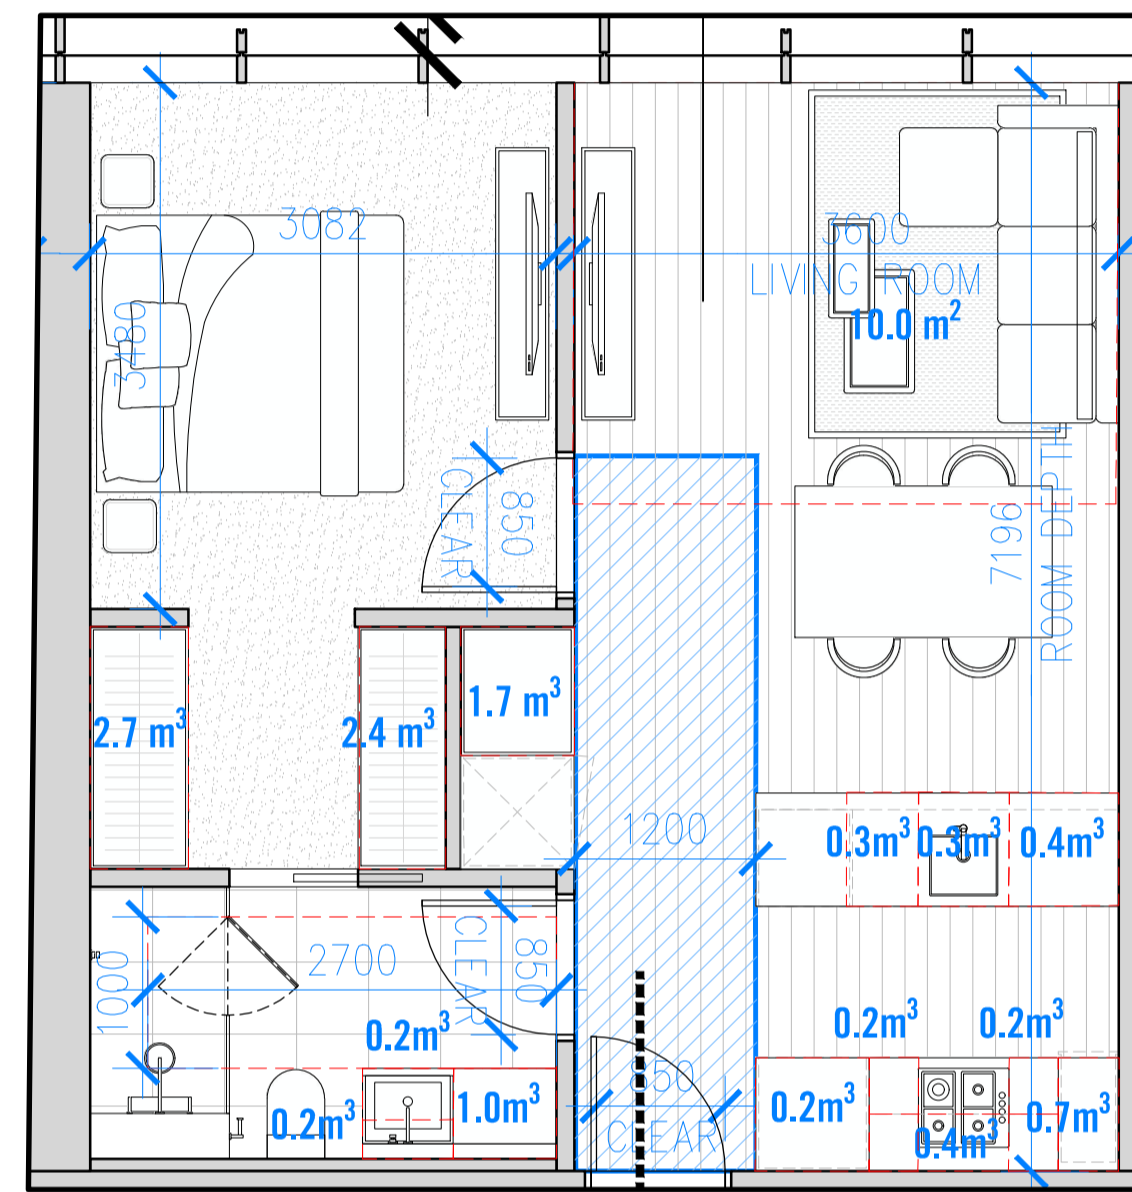 3082
3600
LIVING ROOM
10.0 m²
3480
CLEAR
850
7196
ROOM DEPTH
2.7 m³
2.4 m³
1.7 m³
1200
0.3m³
0.3m³
0.4m³
1000
2700
CLEAR
850
0.2m³
0.2m³
0.2m³
0.2m³
1.0m³
850
CLEAR
0.2m³
0.4m³
0.7m³